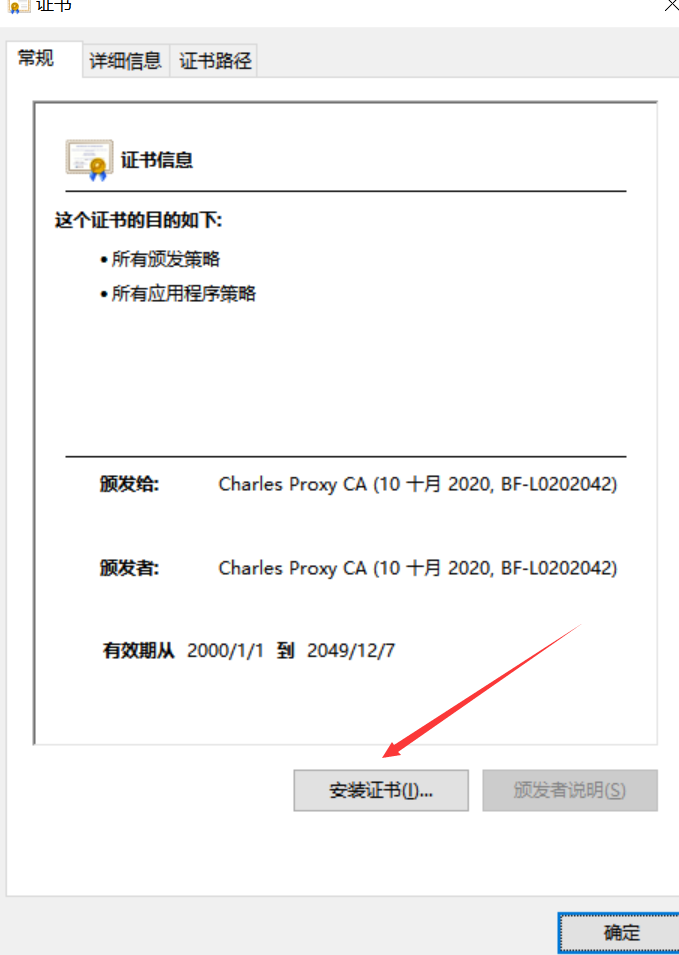 证书
常规 详细信息 证书路径
证书信息
这个证书的目的如下:
• 所有颁发策略
• 所有应用程序策略
颁发给: Charles Proxy CA (10 十月 2020, BF-L0202042)
颁发者: Charles Proxy CA (10 十月 2020, BF-L0202042)
有效期从 2000/1/1 到 2049/12/7
安装证书(I)... 颁发者说明(S)
确定